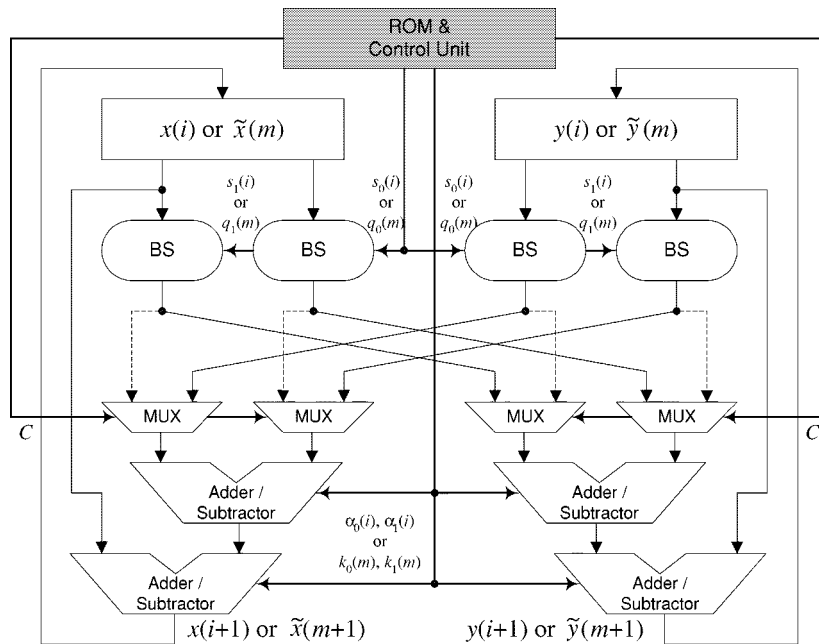 ROM &
Control Unit
x(i) or x̃(m)
y(i) or ỹ(m)
s₁(i)
or
q₁(m)
s₀(i)
or
q₀(m)
s₀(i)
or
q₀(m)
s₁(i)
or
q₁(m)
BS
BS
BS
BS
MUX
MUX
MUX
MUX
C
C
Adder /
Subtractor
Adder /
Subtractor
α₀(i), α₁(i)
or
k₀(m), k₁(m)
Adder /
Subtractor
Adder /
Subtractor
x(i+1) or x̃(m+1)
y(i+1) or ỹ(m+1)